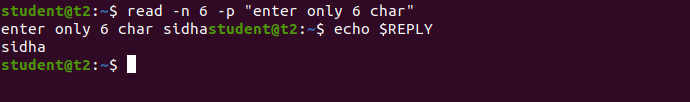 student@t2:~$ read -n 6 -p "enter only 6 char"
enter only 6 char sidhastudent@t2:~$ echo $REPLY
sidha
student@t2:~$